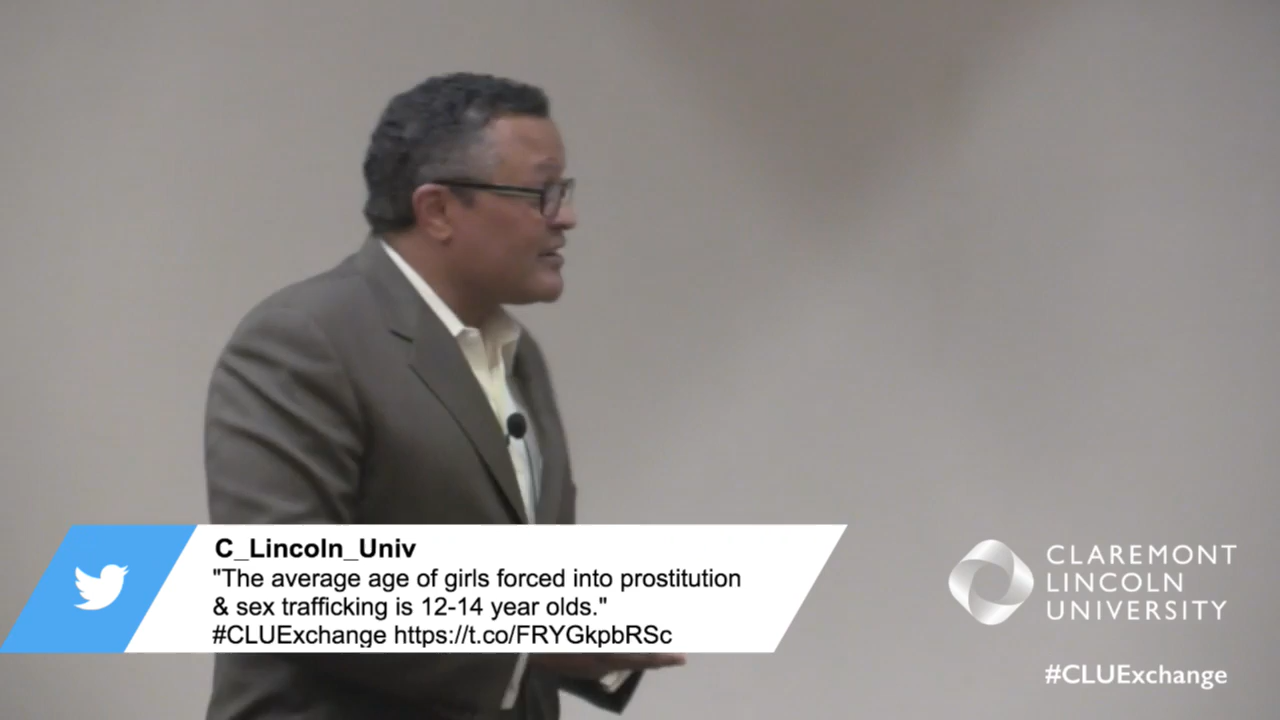 C_Lincoln_Univ
"The average age of girls forced into prostitution
& sex trafficking is 12-14 year olds."
#CLUExchange https://t.co/FRYGkpbRSc
CLAREMONT
LINCOLN
UNIVERSITY
#CLUExchange